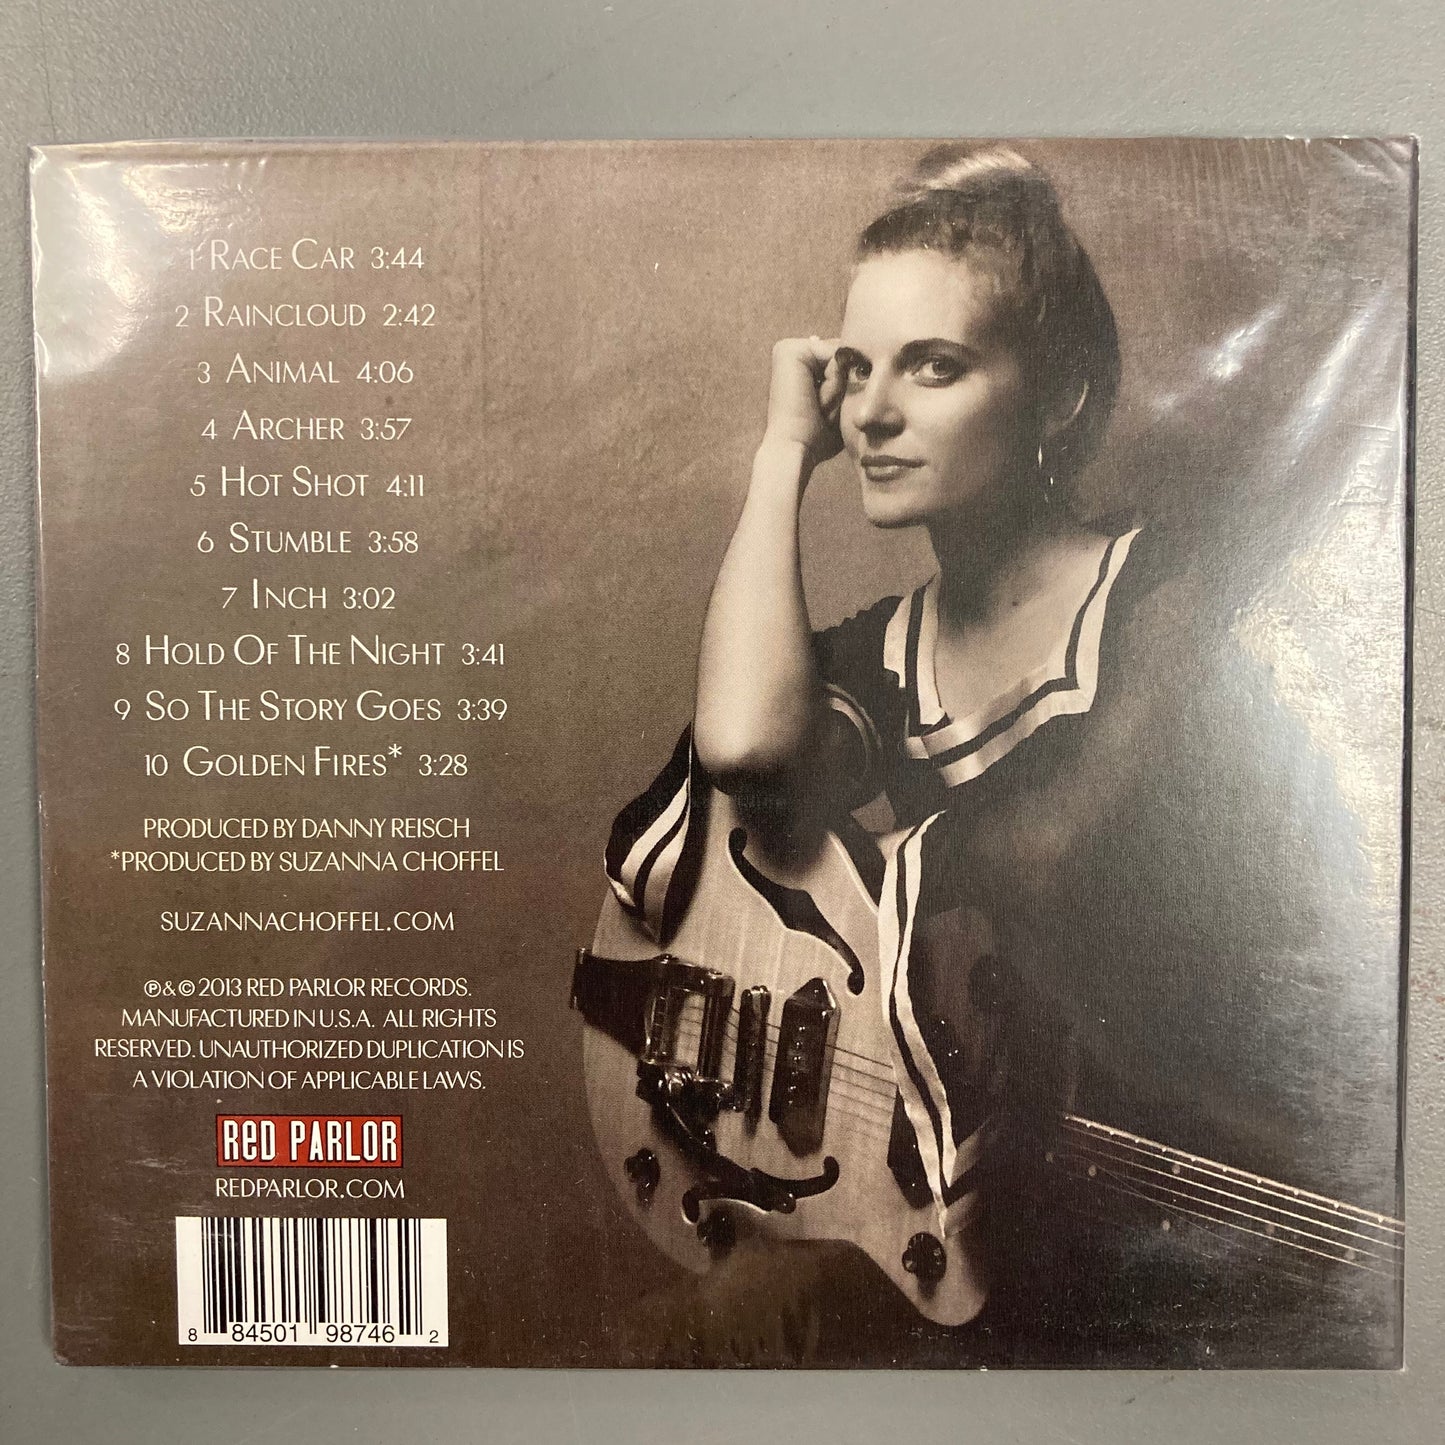 1 RACE CAR 3:44
2 RAINCLOUD 2:42
3 ANIMAL 4:06
4 ARCHER 3:57
5 HOT SHOT 4:11
6 STUMBLE 3:58
7 INCH 3:02
8 HOLD OF THE NIGHT 3:41
9 SO THE STORY GOES 3:39
10 GOLDEN FIRES* 3:28
PRODUCED BY DANNY REISCH
*PRODUCED BY SUZANNA CHOFFEL
SUZANNACHOFFEL.COM
℗&© 2013 RED PARLOR RECORDS.
MANUFACTURED IN U.S.A. ALL RIGHTS
RESERVED. UNAUTHORIZED DUPLICATION IS
A VIOLATION OF APPLICABLE LAWS.
RED PARLOR
REDPARLOR.COM
8 84501 98746 2